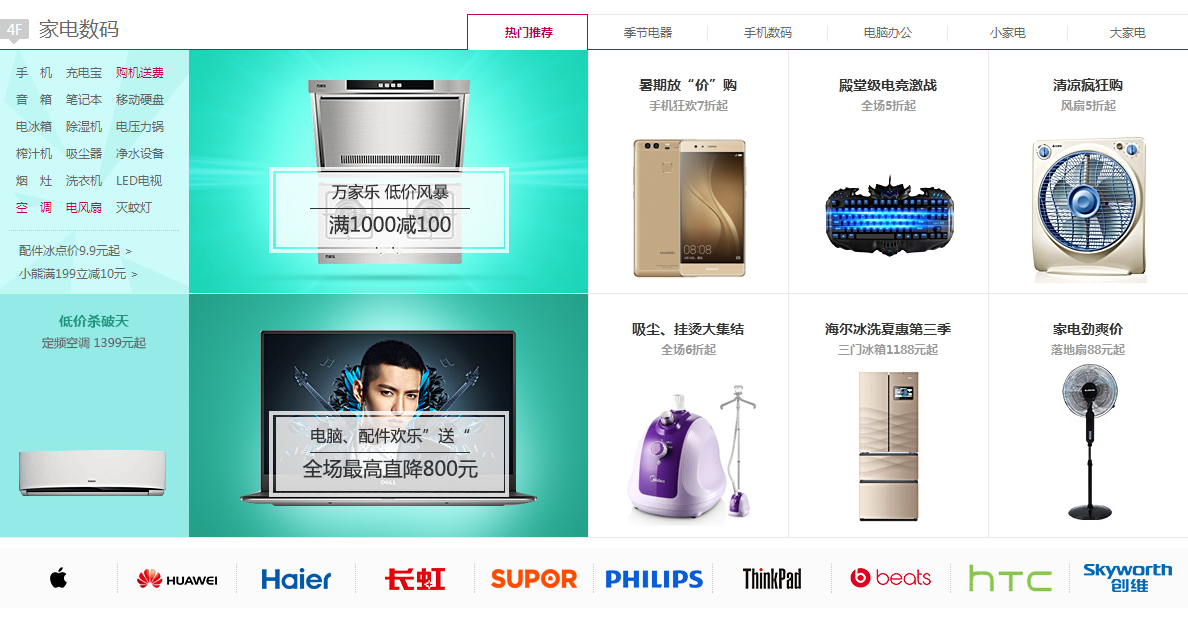 4F 家电数码
热门推荐 季节电器 手机数码 电脑办公 小家电 大家电
手 机 充电宝 购机送费
音 箱 笔记本 移动硬盘
电冰箱 除湿机 电压力锅
榨汁机 吸尘器 净水设备
烟 灶 洗衣机 LED电视
空 调 电风扇 灭蚊灯
配件冰点价9.9元起 >
小熊满199立减10元 >
万家乐 低价风暴
满1000减100
暑期放“价”购
手机狂欢7折起
08:08
HUAWEI
殿堂级电竞激战
全场5折起
清凉疯狂购
风扇5折起
低价杀破天
定频空调 1399元起
电脑、配件欢乐”送“
全场最高直降800元
DELL
吸尘、挂烫大集结
全场6折起
Midea
海尔冰洗夏惠第三季
三门冰箱1188元起
家电劲爽价
落地扇88元起
HUAWEI
Haier
长虹
SUPOR
PHILIPS
ThinkPad
beats
htc
Skyworth
创维